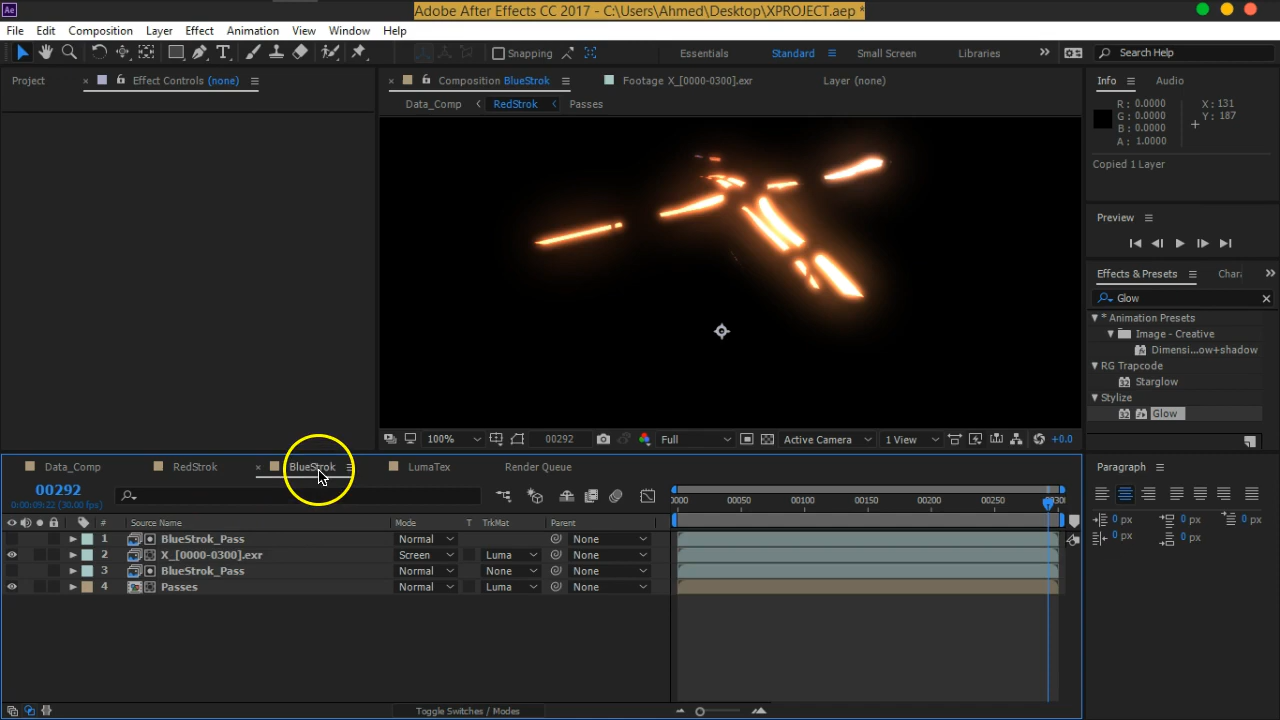 Adobe After Effects CC 2017 - C:\Users\Ahmed\Desktop\XPROJECT.aep *
File Edit Composition Layer Effect Animation View Window Help
Snapping Essentials Standard Small Screen Libraries Search Help
Project Effect Controls (none) Composition BlueStrok Footage X_[0000-0300].exr Layer (none) Info Audio
Data_Comp RedStrok Passes
R: 0.0000 X: 131
G: 0.0000 Y: 187
B: 0.0000
A: 1.0000
Copied 1 Layer
Preview
Effects & Presets Chara
Glow
* Animation Presets
Image - Creative
Dimensi...ow+shadow
RG Trapcode
Starglow
Stylize
Glow
100% 00292 Full Active Camera 1 View +0.0
Data_Comp RedStrok BlueStrok LumaTex Render Queue Paragraph
00292
0:00:09:22 (30.00 fps)
0000 00050 00100 00150 00200 00250 00300
# Source Name Mode T TrkMat Parent
1 BlueStrok_Pass Normal None
2 X_[0000-0300].exr Screen Luma None
3 BlueStrok_Pass Normal None None
4 Passes Normal Luma None
0 px 0 px 0 px
0 px 0 px
Toggle Switches / Modes